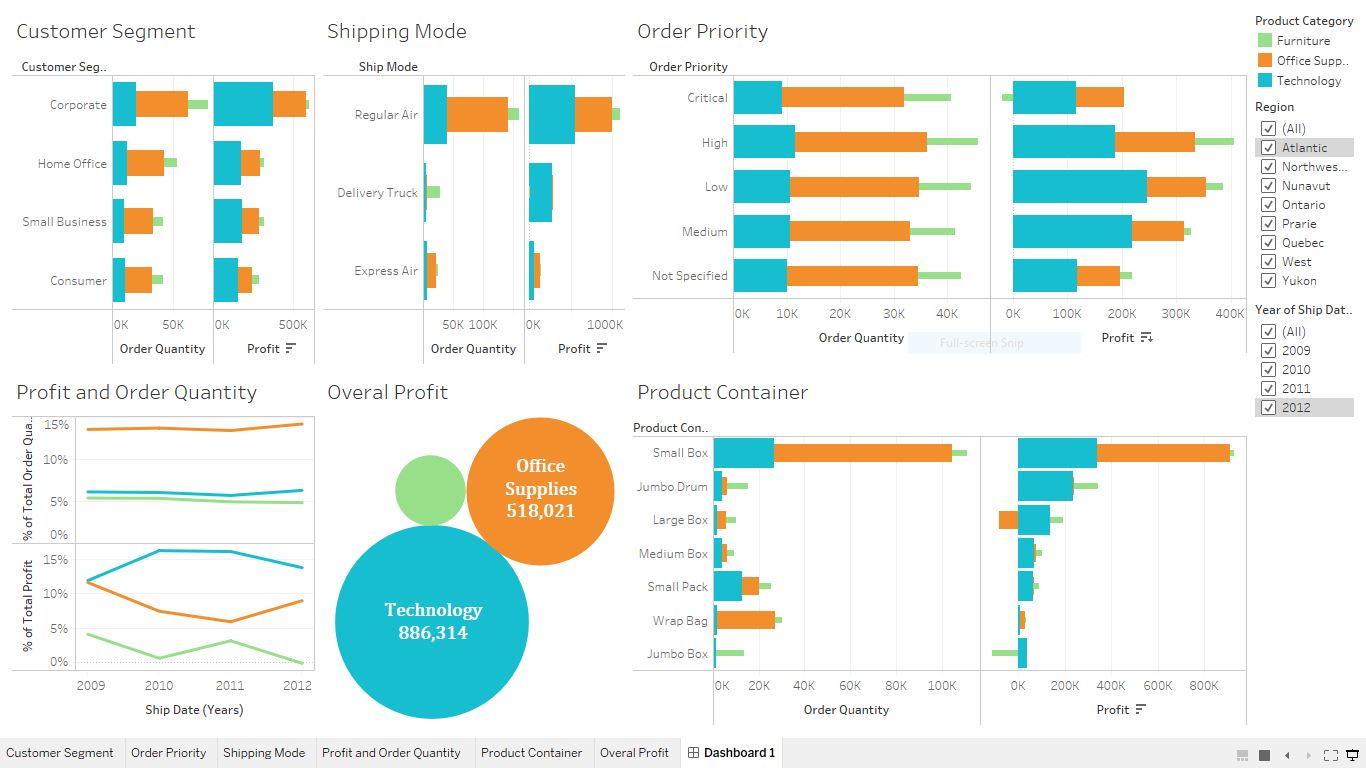 Customer Segment
Customer Seg..
Corporate
Home Office
Small Business
Consumer
0K 50K 0K 500K
Order Quantity Profit
Shipping Mode
Ship Mode
Regular Air
Delivery Truck
Express Air
50K 100K 0K 1000K
Order Quantity Profit
Order Priority
Order Priority
Critical
High
Low
Medium
Not Specified
0K 10K 20K 30K 40K 0K 100K 200K 300K 400K
Order Quantity Profit
Full-screen Snip
Product Category
Furniture
Office Supp..
Technology
Region
(All)
Atlantic
Northwes...
Nunavut
Ontario
Prarie
Quebec
West
Yukon
Year of Ship Dat..
(All)
2009
2010
2011
2012
Profit and Order Quantity
% of Total Order Qua..
15%
10%
5%
0%
% of Total Profit
15%
10%
5%
0%
2009 2010 2011 2012
Ship Date (Years)
Overal Profit
Office
Supplies
518,021
Technology
886,314
Product Container
Product Con..
Small Box
Jumbo Drum
Large Box
Medium Box
Small Pack
Wrap Bag
Jumbo Box
0K 20K 40K 60K 80K 100K 0K 200K 400K 600K 800K
Order Quantity Profit
Customer Segment Order Priority Shipping Mode Profit and Order Quantity Product Container Overal Profit Dashboard 1